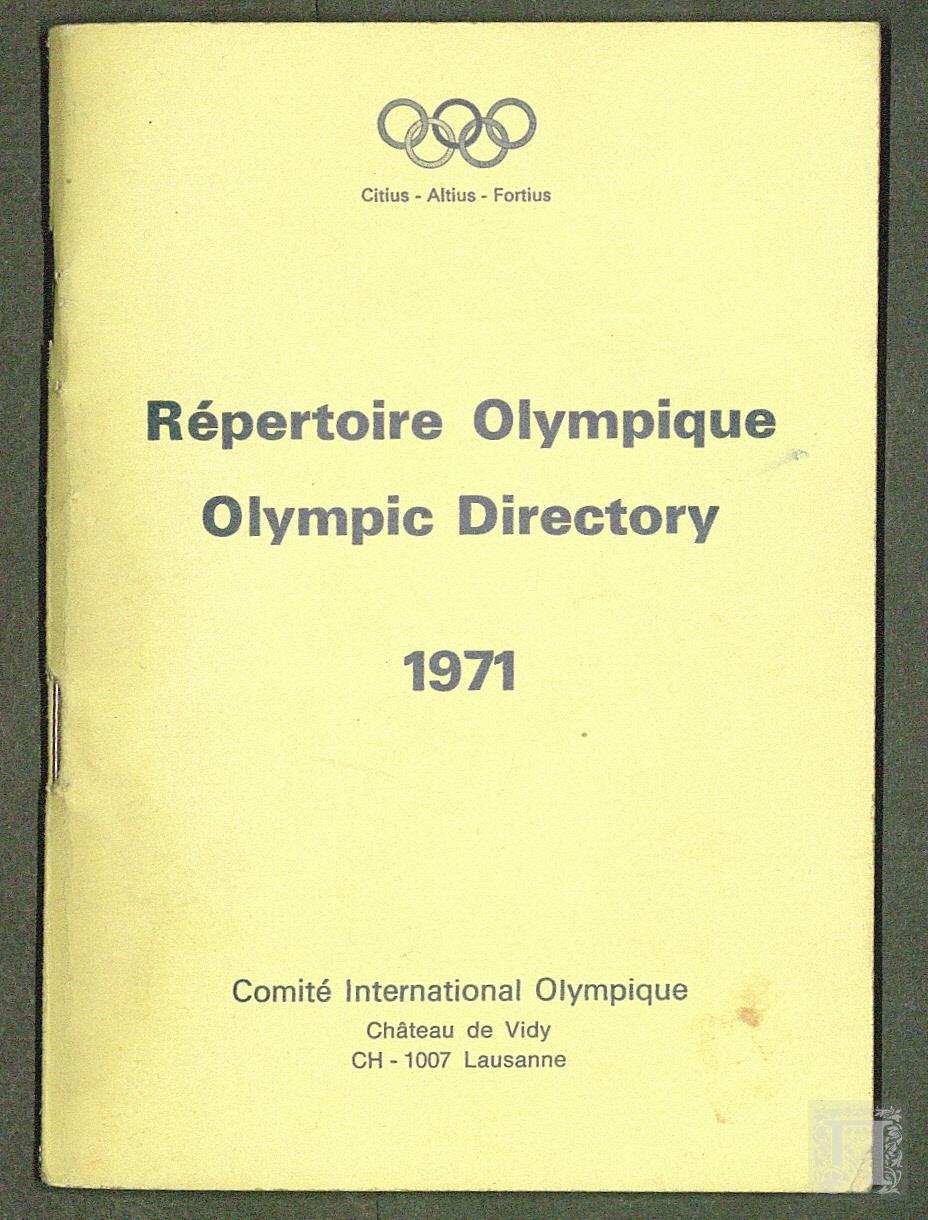 Citius - Altius - Fortius
Répertoire Olympique
Olympic Directory
1971
Comité International Olympique
Château de Vidy
CH - 1007 Lausanne